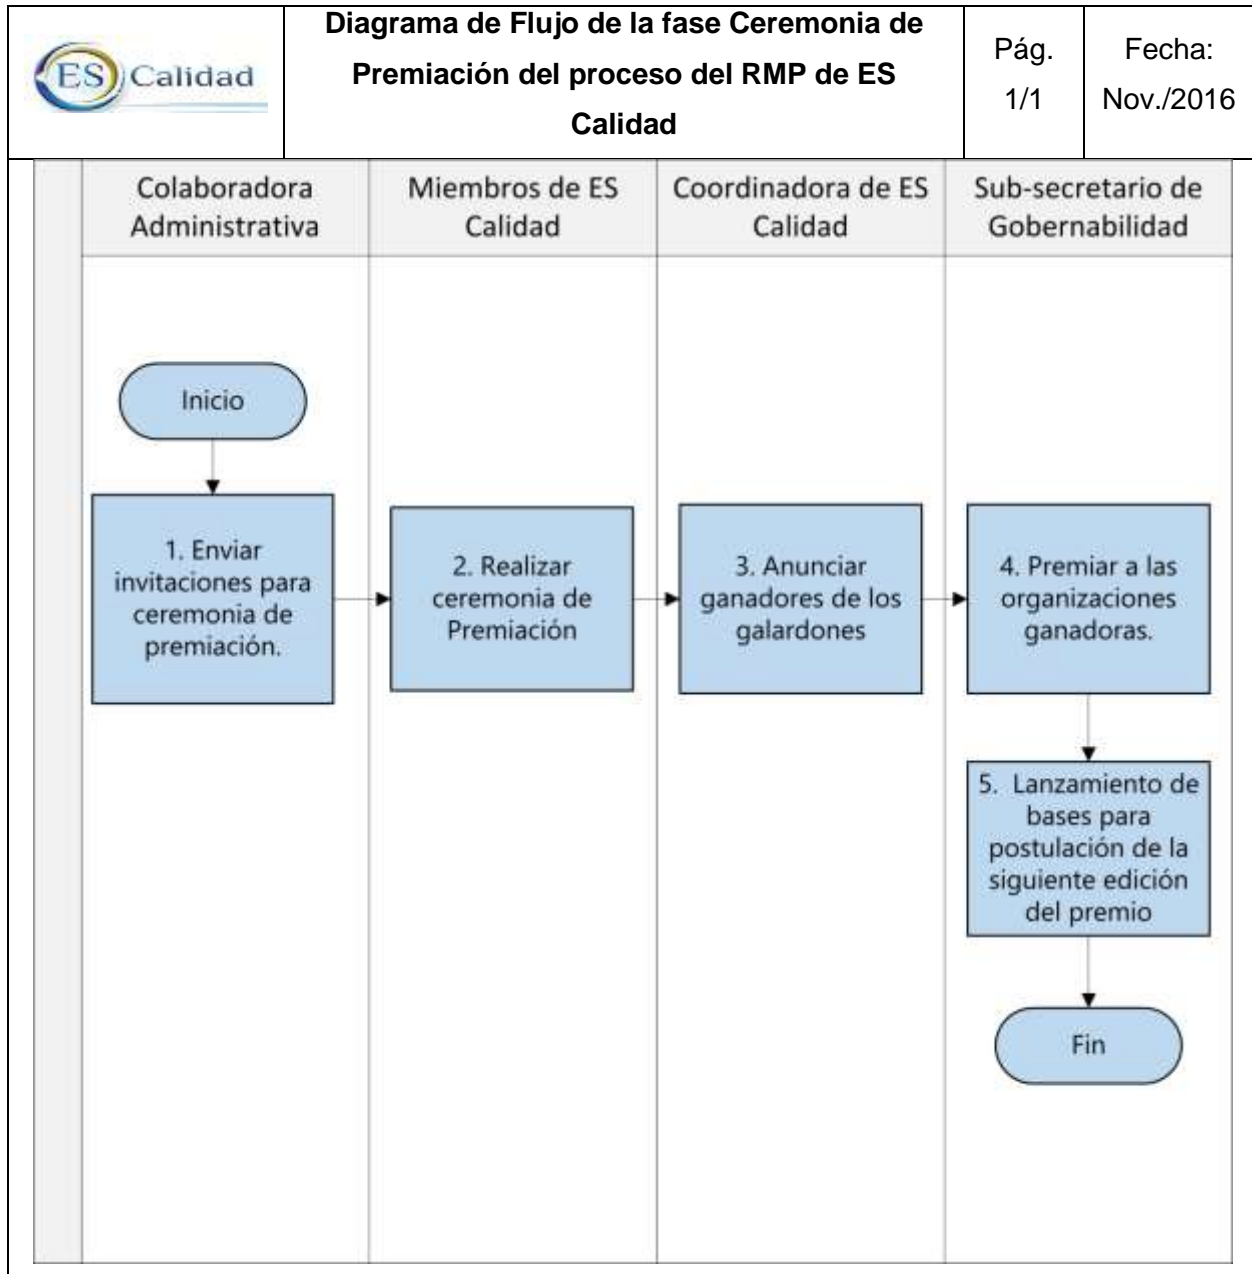 ES Calidad
Diagrama de Flujo de la fase Ceremonia de
Premiación del proceso del RMP de ES
Calidad
Pág.
1/1
Fecha:
Nov./2016
Colaboradora
Administrativa
Miembros de ES
Calidad
Coordinadora de ES
Calidad
Sub-secretario de
Gobernabilidad
Inicio
1. Enviar
invitaciones para
ceremonia de
premiación.
2. Realizar
ceremonia de
Premiación
3. Anunciar
ganadores de los
galardones
4. Premiar a las
organizaciones
ganadoras.
5. Lanzamiento de
bases para
postulación de la
siguiente edición
del premio
Fin